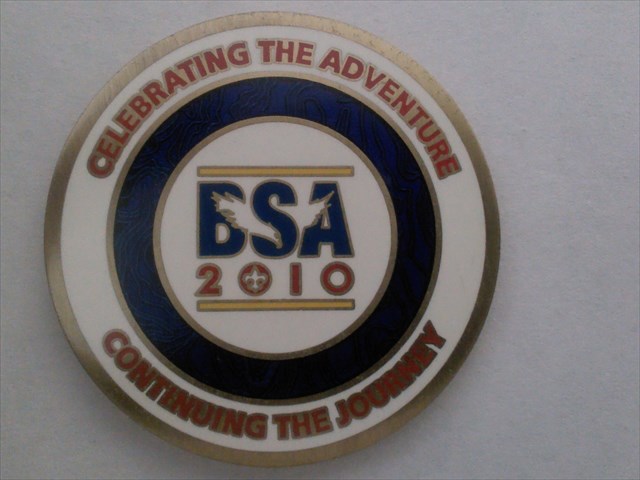 CELEBRATING THE ADVENTURE
BSA
2010
CONTINUING THE JOURNEY